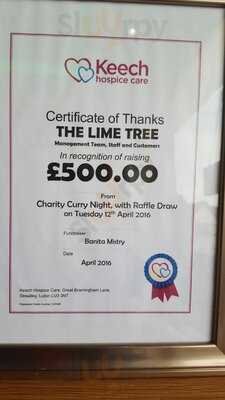 Keech
hospice care
Certificate of Thanks
THE LIME TREE
Management Team, Staff and Customers
In recognition of raising
£500.00
From
Charity Curry Night, with Raffle Draw
on Tuesday 12th April 2016
Fundraiser
Banita Mistry
Date
April 2016
Keech Hospice Care, Great Bramingham Lane,
Streatley, Luton LU3 3NT